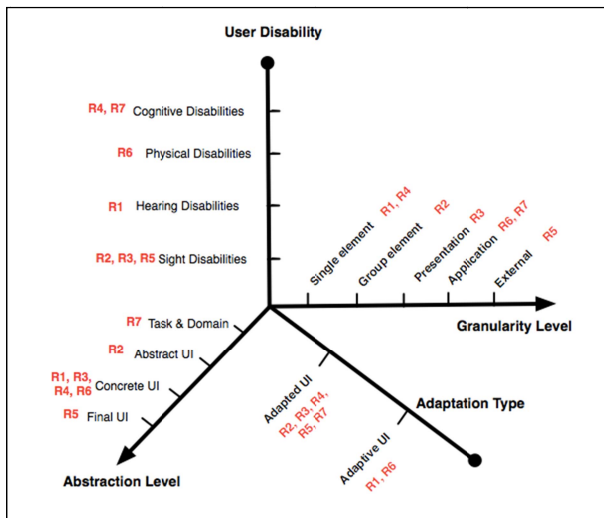 User Disability
R4, R7 Cognitive Disabilities
R6 Physical Disabilities
R1 Hearing Disabilities
R2, R3, R5 Sight Disabilities
Single element R1, R4
Group element R2
Presentation R3
Application R6, R7
External R5
Granularity Level
R7 Task & Domain
R2 Abstract UI
R1, R3,
R4, R6 Concrete UI
R5 Final UI
Abstraction Level
Adapted UI
R2, R3, R4,
R5, R7
Adaptive UI
R1, R6
Adaptation Type